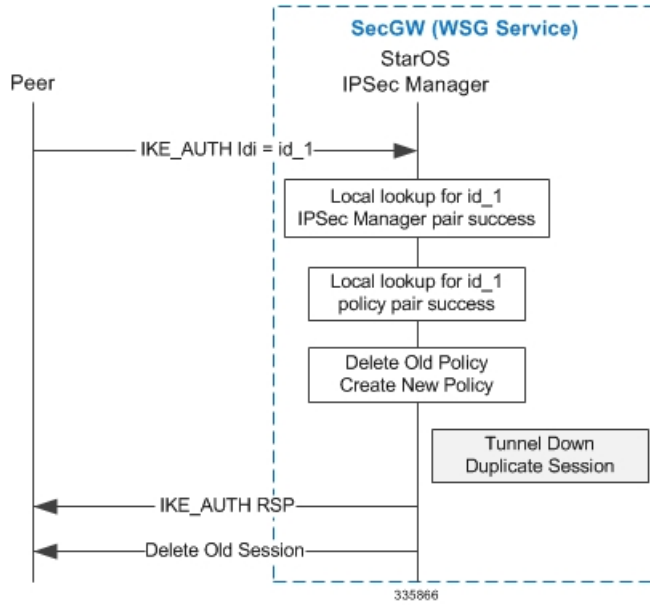 SecGW (WSG Service)
StarOS
IPSec Manager
Peer
IKE_AUTH Idi = id_1
Local lookup for id_1
IPSec Manager pair success
Local lookup for id_1
policy pair success
Delete Old Policy
Create New Policy
Tunnel Down
Duplicate Session
IKE_AUTH RSP
Delete Old Session
335866